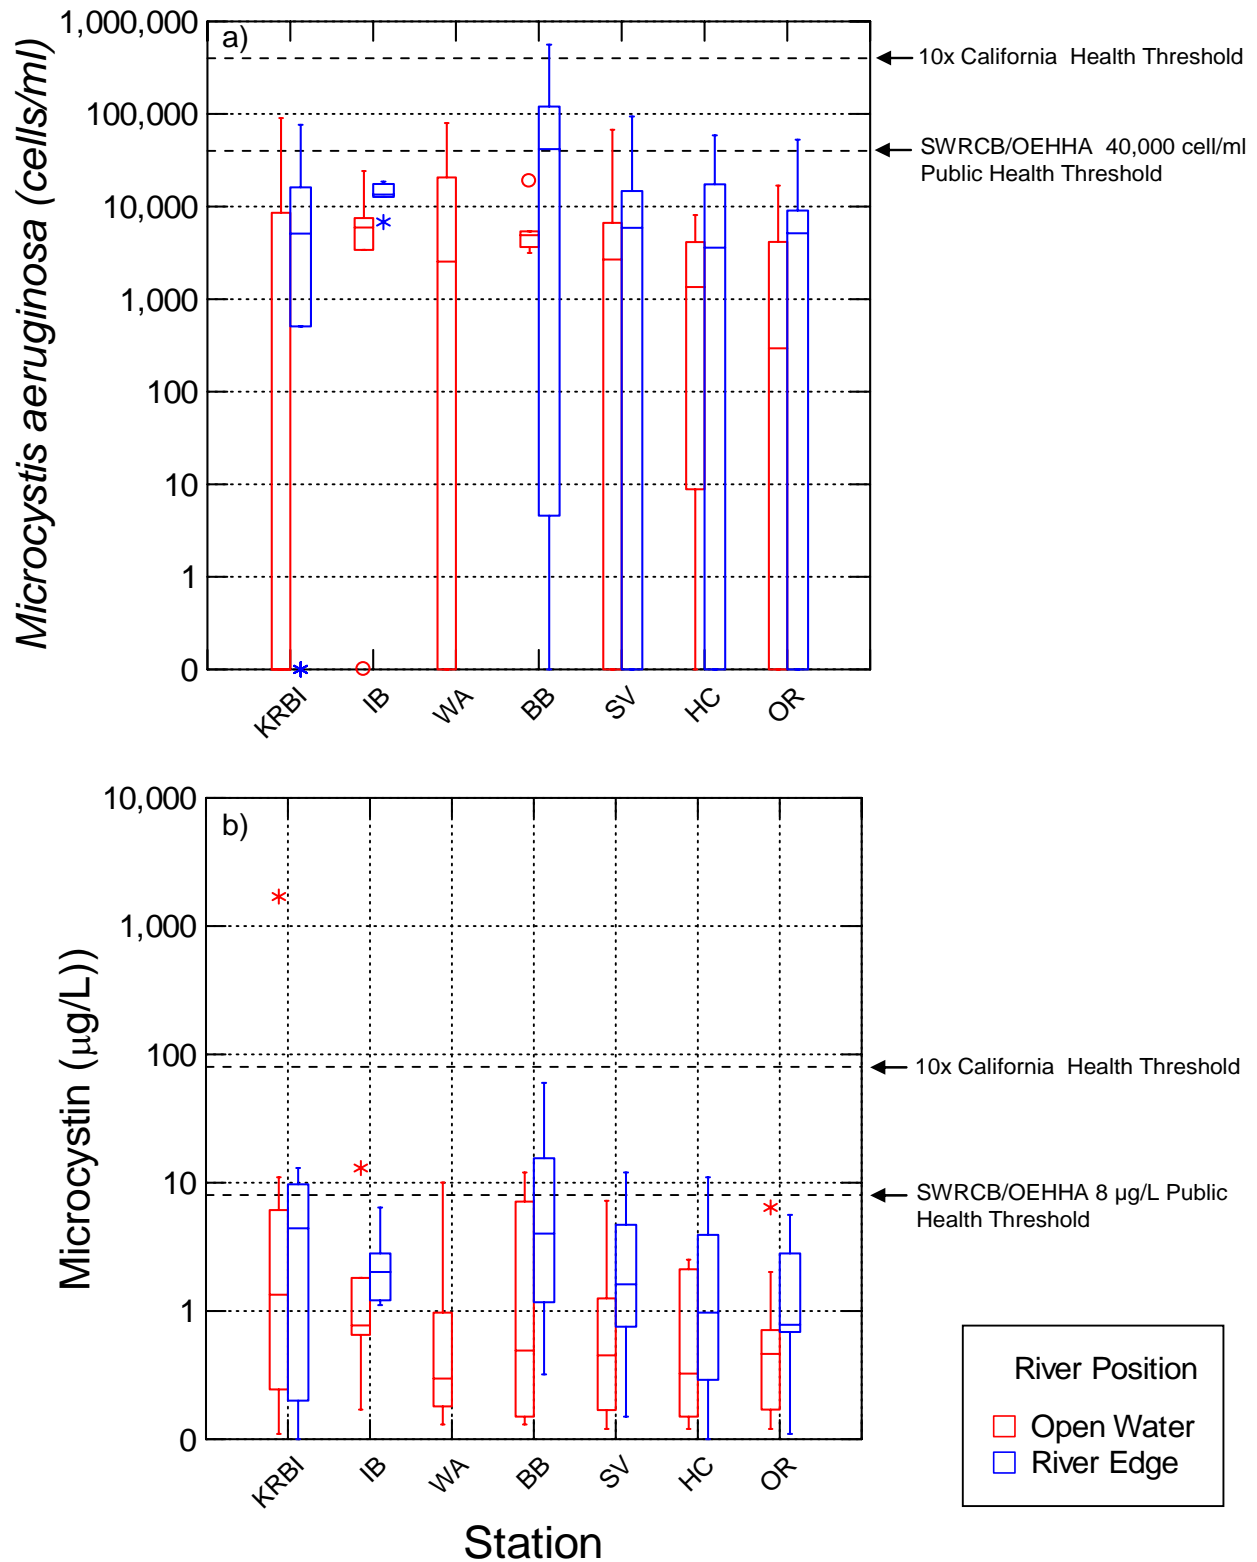 a)
1,000,000
100,000
10,000
1,000
100
10
1
0
Microcystis aeruginosa (cells/ml)
10x California Health Threshold
SWRCB/OEHHA 40,000 cell/ml
Public Health Threshold
KRBI
IB
WA
BB
SV
HC
OR
b)
10,000
1,000
100
10
1
0
Microcystin (µg/L))
10x California Health Threshold
SWRCB/OEHHA 8 µg/L Public
Health Threshold
KRBI
IB
WA
BB
SV
HC
OR
Station
River Position
Open Water
River Edge